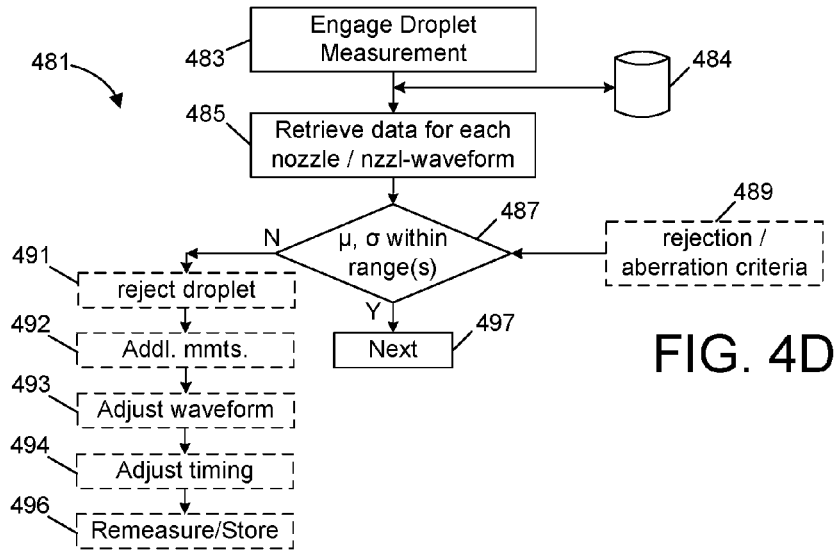 481
483
Engage Droplet
Measurement
484
485
Retrieve data for each
nozzle / nzzl-waveform
487
μ, σ within
range(s)
N
Y
489
rejection /
aberration criteria
491
reject droplet
492
Addl. mmts.
493
Adjust waveform
494
Adjust timing
496
Remeasure/Store
Next
497
FIG. 4D